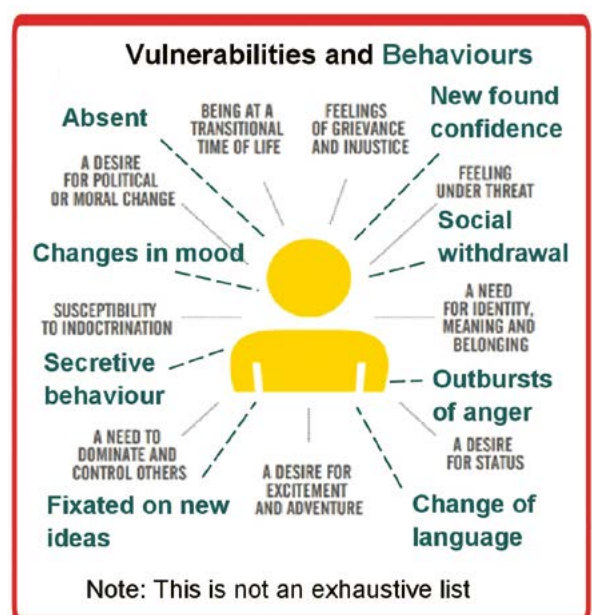 Vulnerabilities and Behaviours
Absent
BEING AT A
TRANSITIONAL
TIME OF LIFE
FEELINGS
OF GRIEVANCE
AND INJUSTICE
New found
confidence
A DESIRE
FOR POLITICAL
OR MORAL CHANGE
FEELING
UNDER THREAT
Changes in mood
Social
withdrawal
SUSCEPTIBILITY
TO INDOCTRINATION
A NEED
FOR IDENTITY,
MEANING AND
BELONGING
Secretive
behaviour
Outbursts
of anger
A NEED TO
DOMINATE AND
CONTROL OTHERS
A DESIRE FOR
EXCITEMENT
AND ADVENTURE
A DESIRE
FOR STATUS
Fixated on new
ideas
Change of
language
Note: This is not an exhaustive list